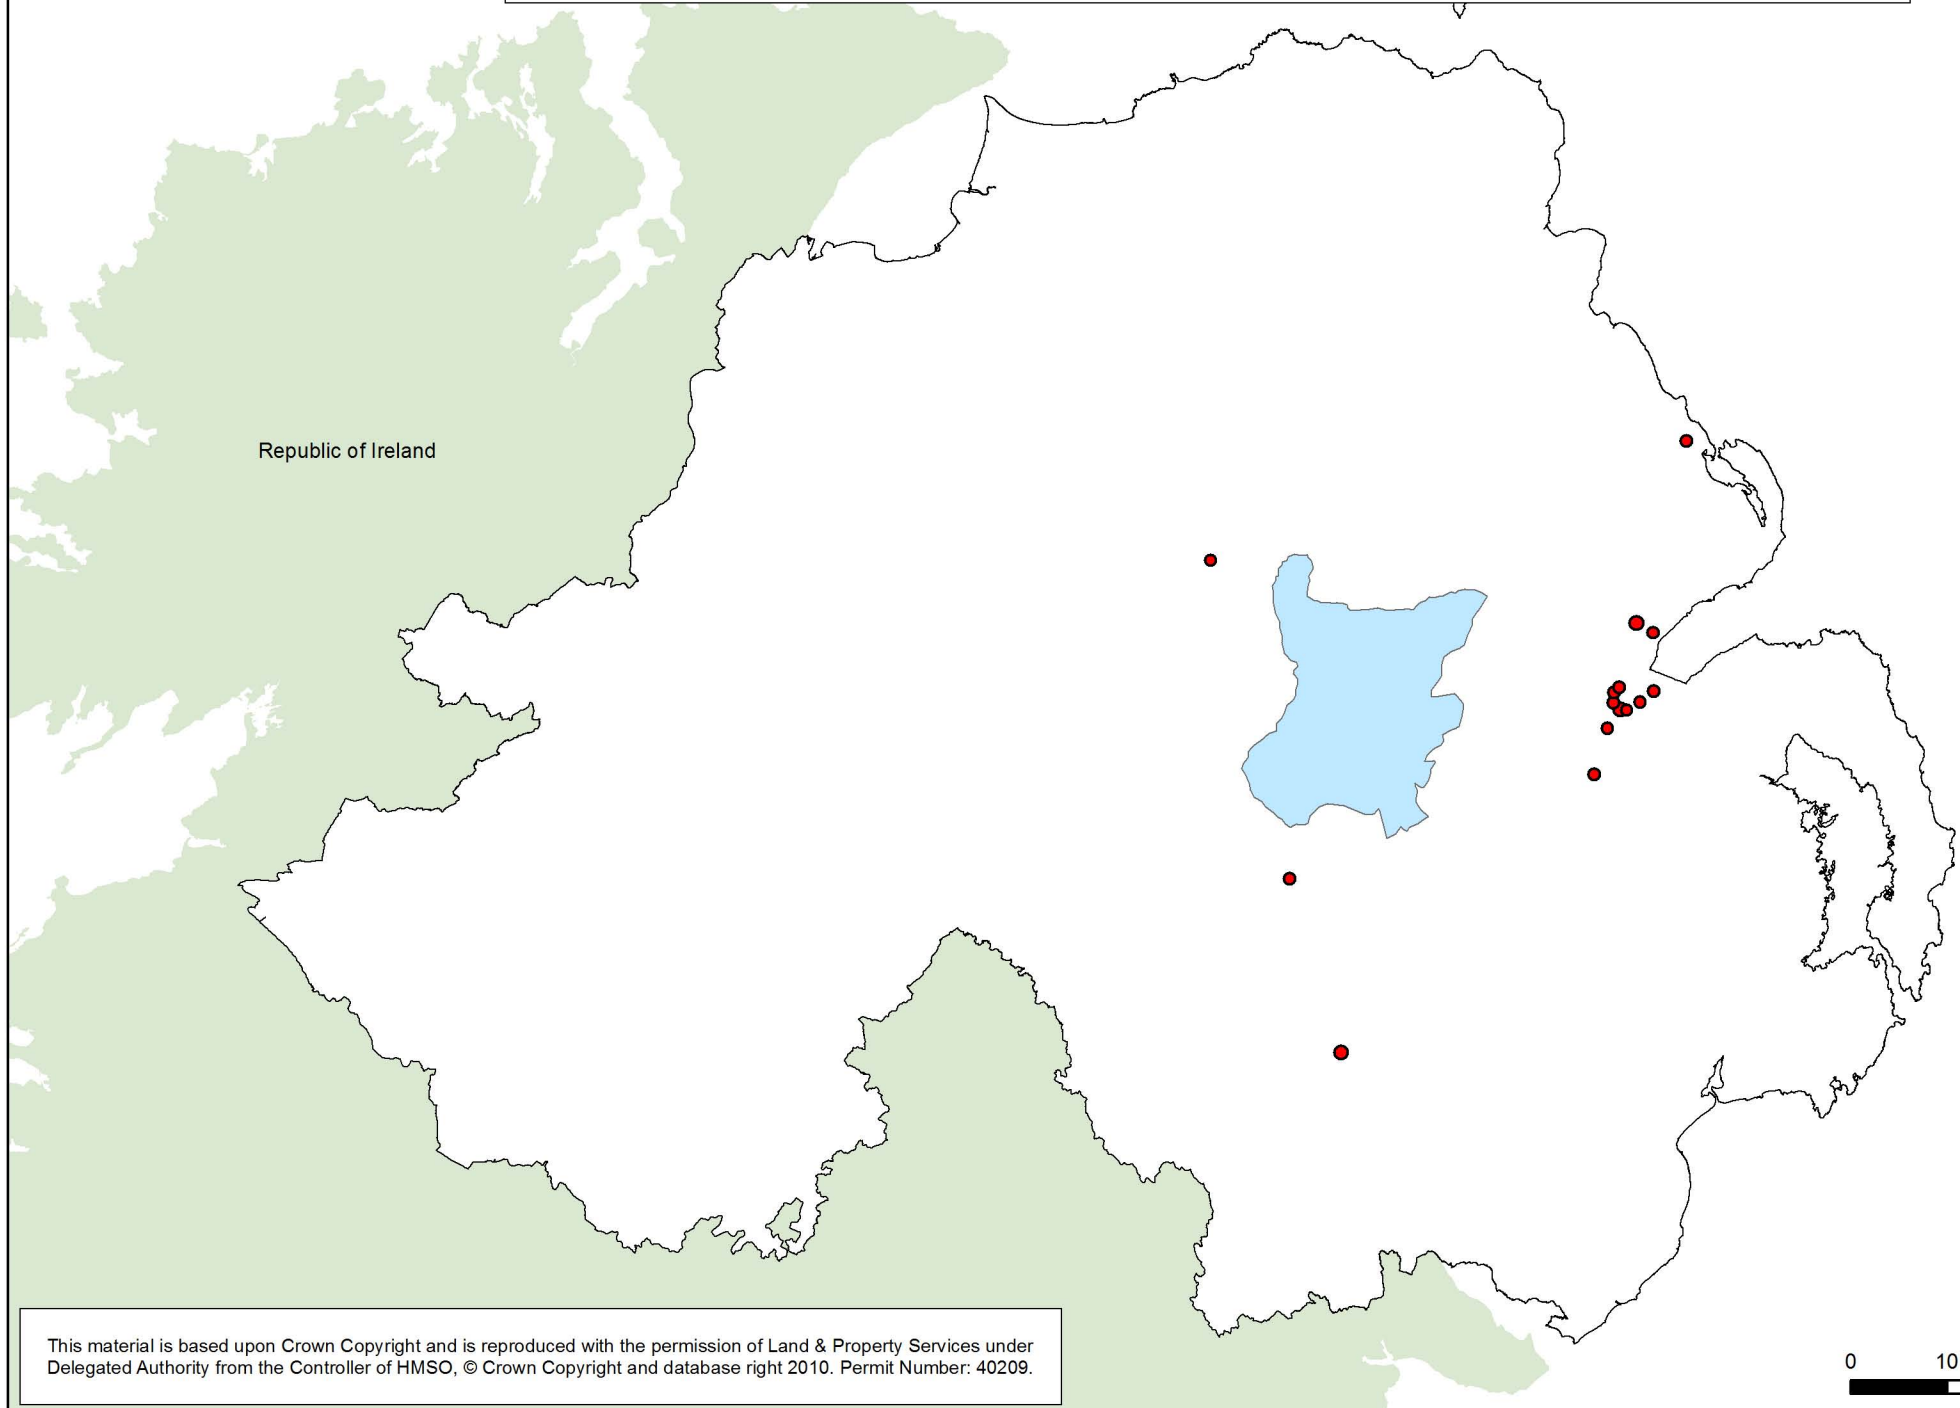 Republic of Ireland
This material is based upon Crown Copyright and is reproduced with the permission of Land & Property Services under
Delegated Authority from the Controller of HMSO, © Crown Copyright and database right 2010. Permit Number: 40209.
0 10